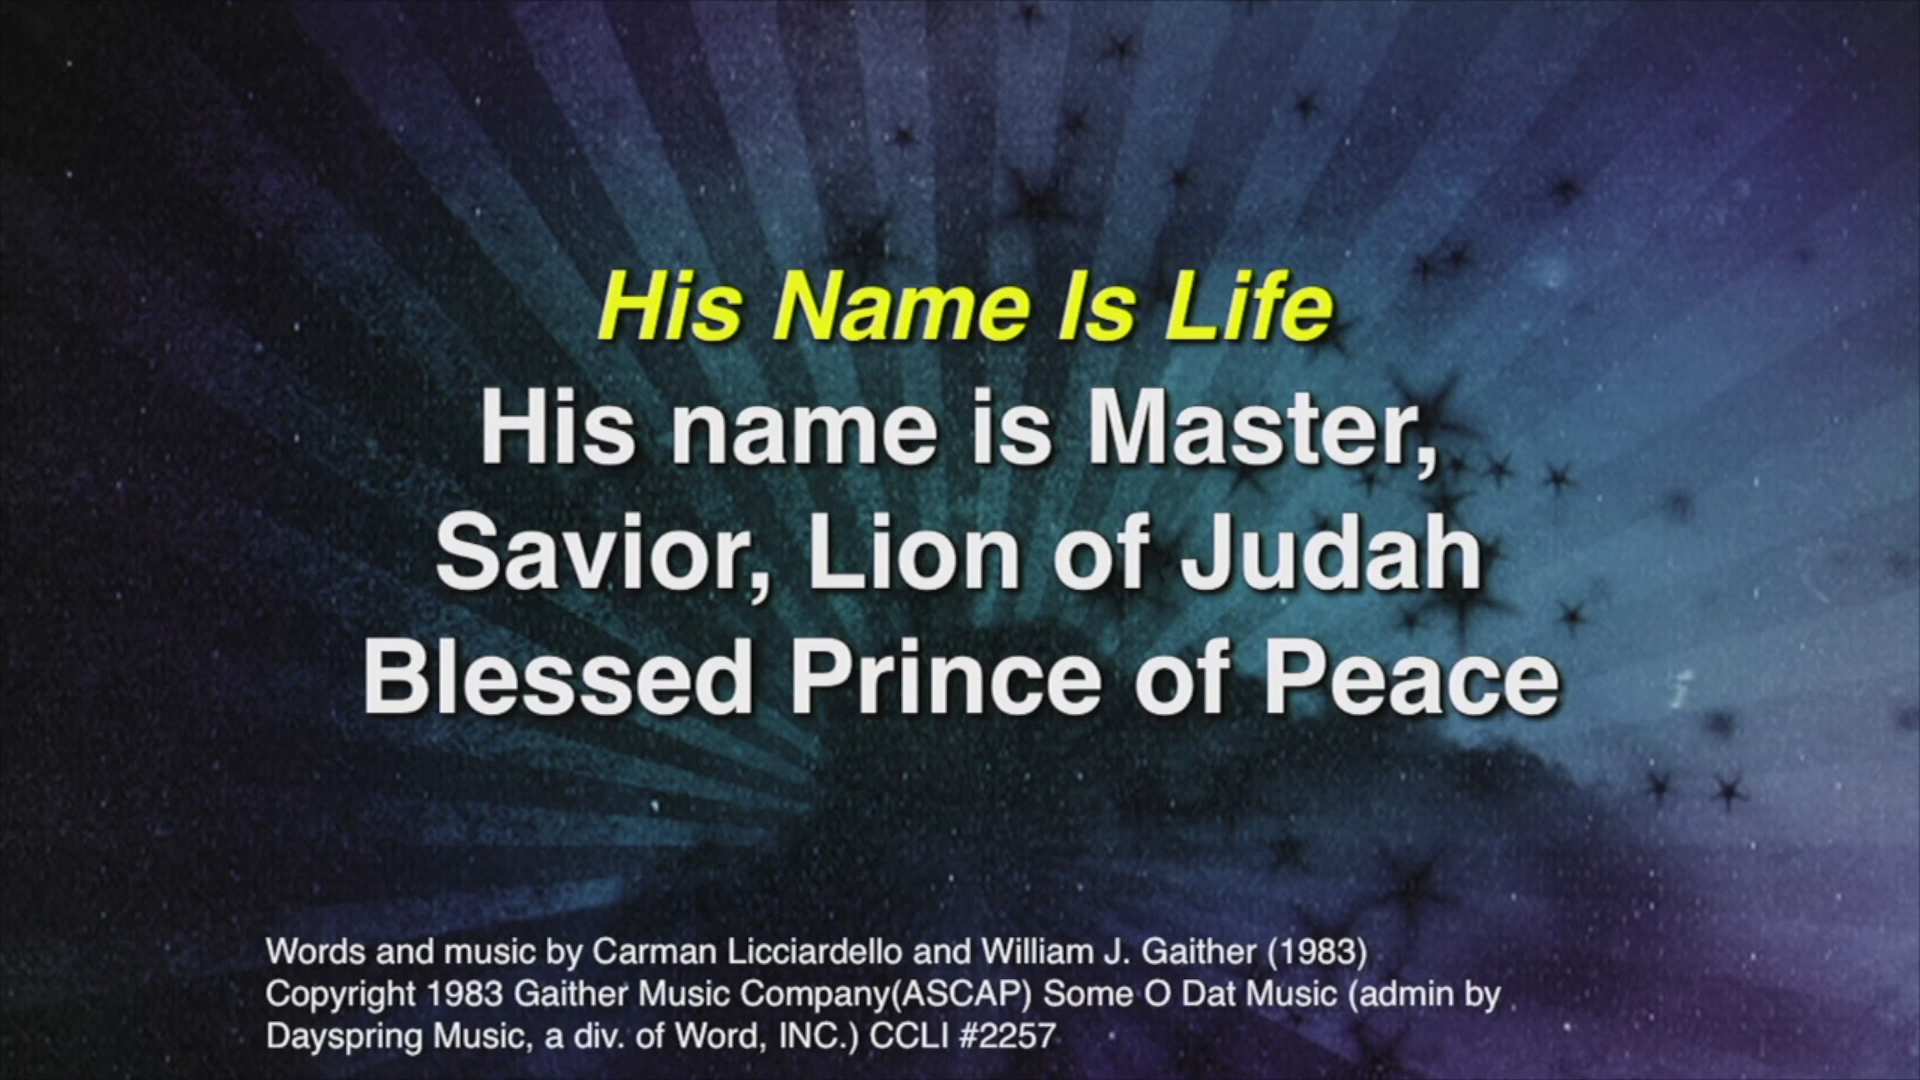 His Name Is Life
His name is Master,
Savior, Lion of Judah
Blessed Prince of Peace
Words and music by Carman Licciardello and William J. Gaither (1983)
Copyright 1983 Gaither Music Company(ASCAP) Some O Dat Music (admin by
Dayspring Music, a div. of Word, INC.) CCLI #2257